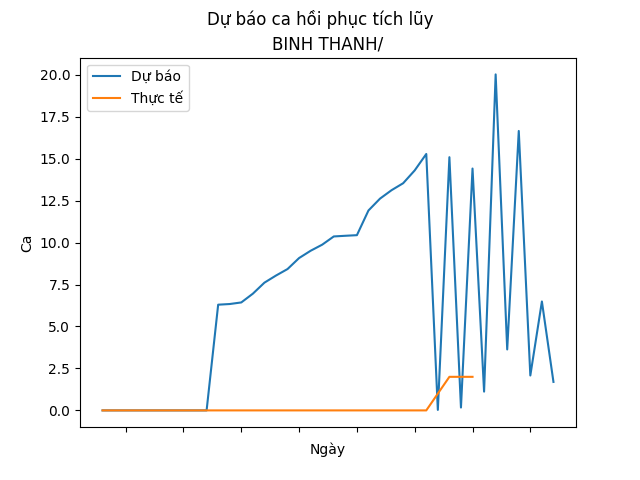 Dự báo ca hồi phục tích lũy
BINH THANH/
Dự báo
Thực tế
20.0
17.5
15.0
12.5
10.0
7.5
5.0
2.5
0.0
Ca
Ngày